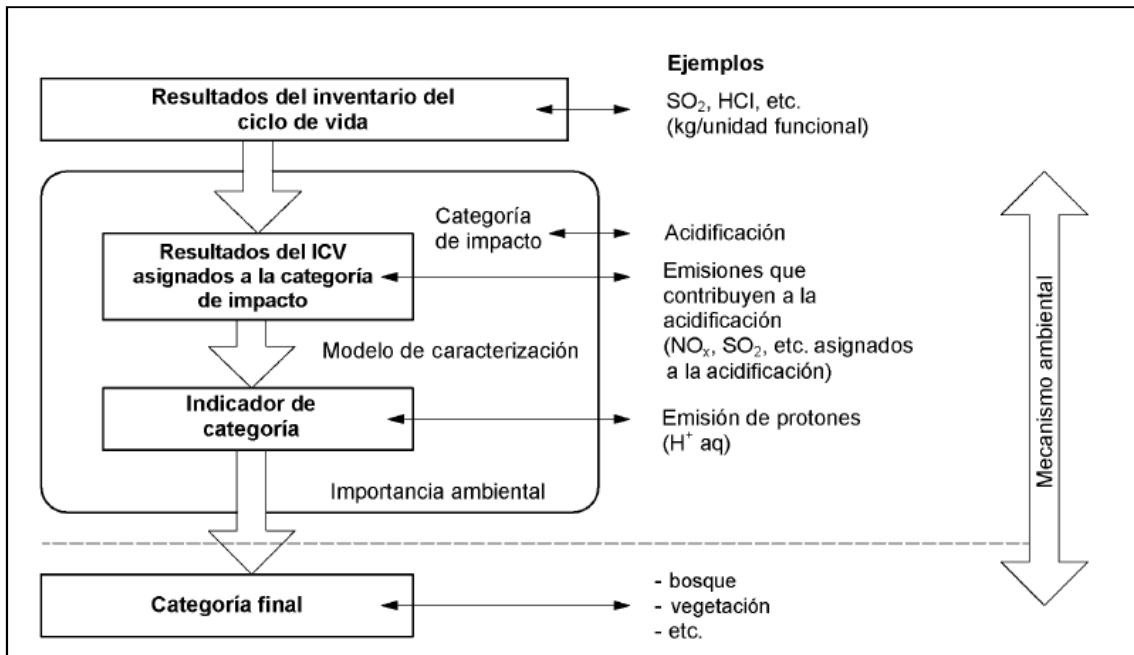 Ejemplos
Resultados del inventario del
ciclo de vida
SO₂, HCl, etc.
(kg/unidad funcional)
Categoría
de impacto
Acidificación
Resultados del ICV
asignados a la categoría
de impacto
Emisiones que
contribuyen a la
acidificación
(NOₓ, SO₂, etc. asignados
a la acidificación)
Modelo de caracterización
Indicador de
categoría
Emisión de protones
(H⁺ aq)
Importancia ambiental
Mecanismo ambiental
Categoría final
- bosque
- vegetación
- etc.